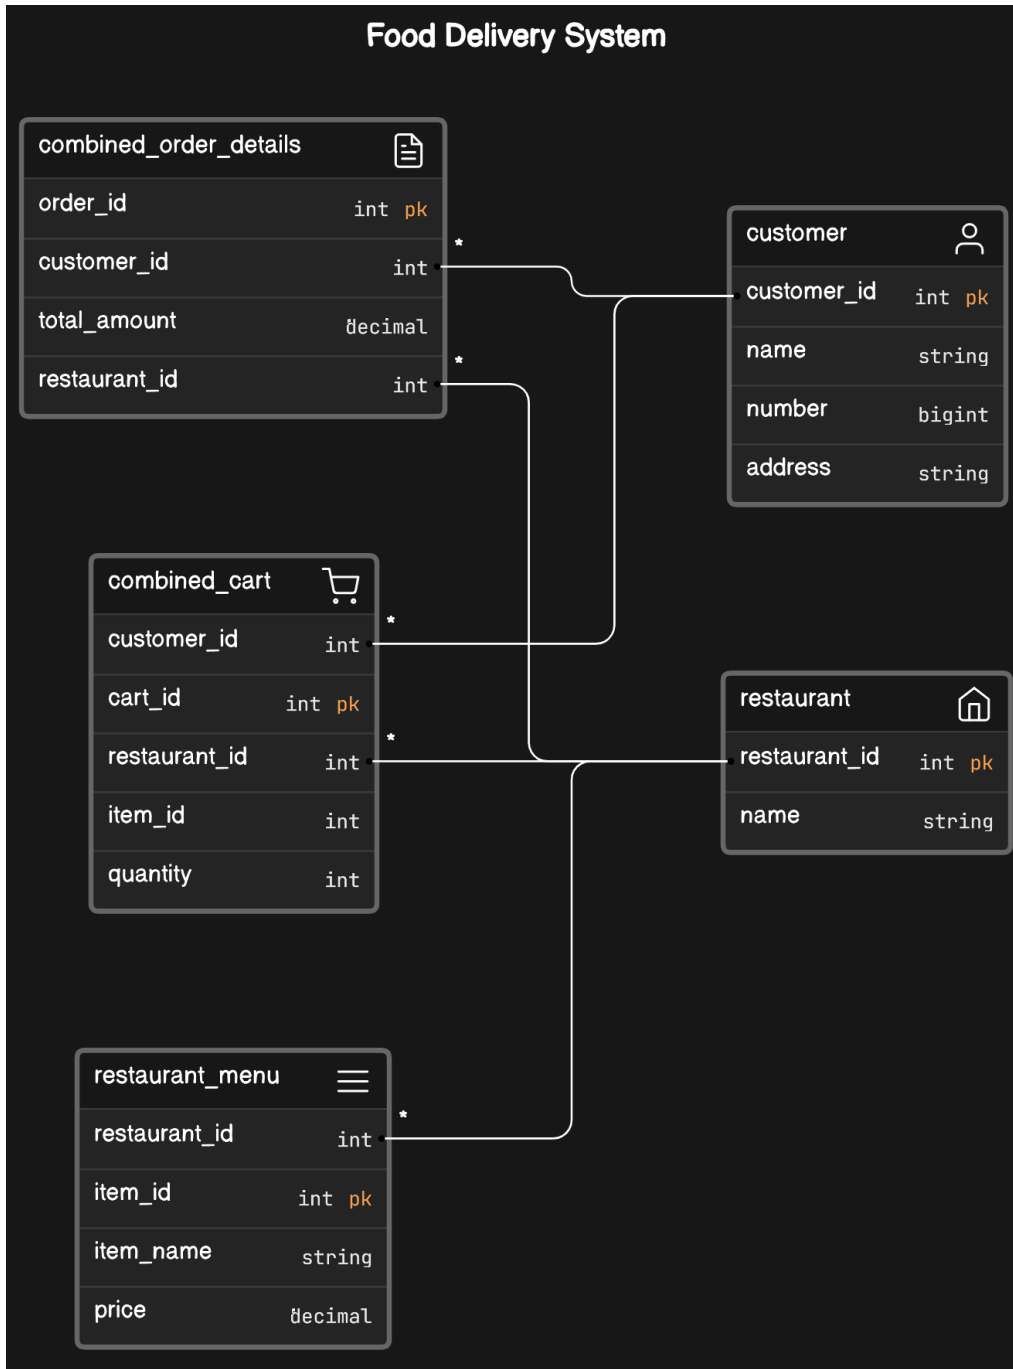 Food Delivery System
combined_order_details
order_id int pk
customer_id int *
total_amount decimal
restaurant_id int *
customer
customer_id int pk
name string
number bigint
address string
combined_cart
customer_id int *
cart_id int pk
restaurant_id int *
item_id int
quantity int
restaurant
restaurant_id int pk
name string
restaurant_menu
restaurant_id int *
item_id int pk
item_name string
price decimal